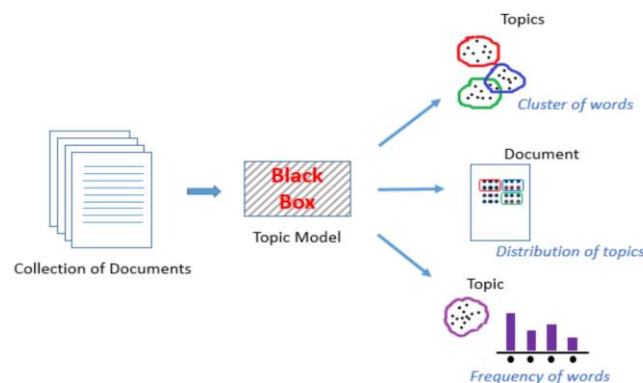 Topics
Cluster of words
Document
Black
Box
Topic Model
Distribution of topics
Collection of Documents
Topic
Frequency of words